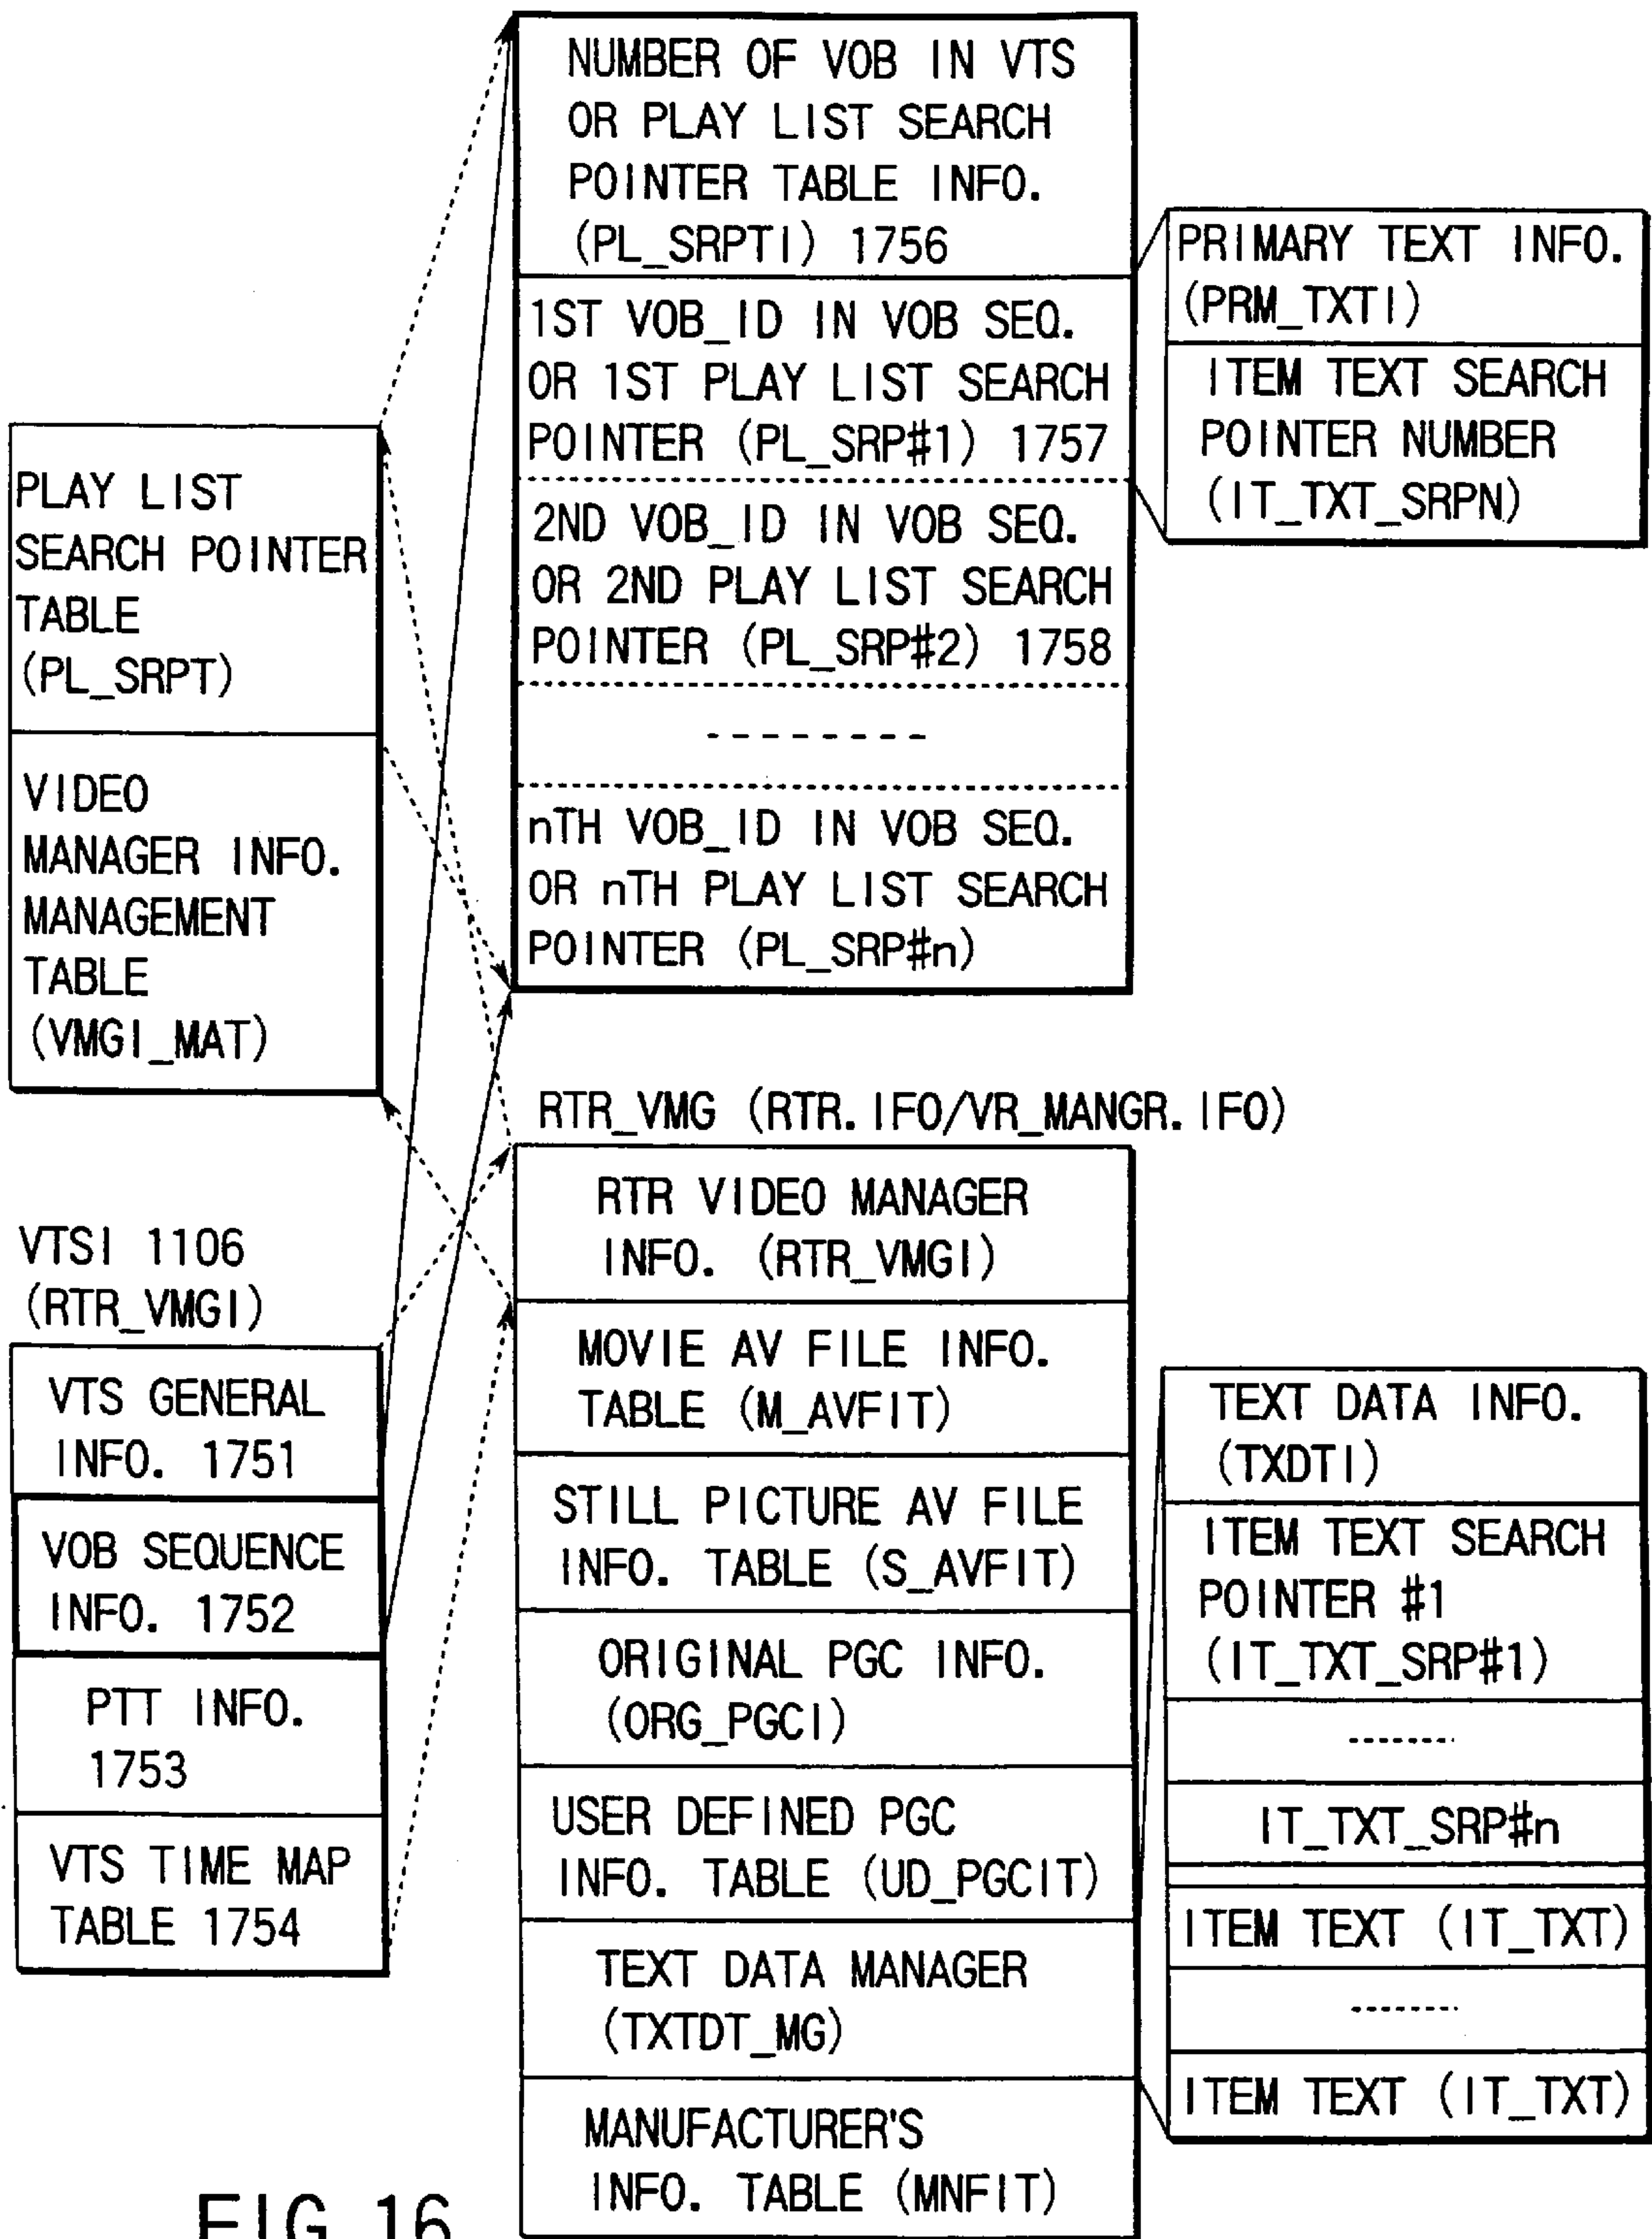 NUMBER OF VOB IN VTS
OR PLAY LIST SEARCH
POINTER TABLE INFO.
(PL_SRPTI) 1756
1ST VOB_ID IN VOB SEQ.
OR 1ST PLAY LIST SEARCH
POINTER (PL_SRP#1) 1757
2ND VOB_ID IN VOB SEQ.
OR 2ND PLAY LIST SEARCH
POINTER (PL_SRP#2) 1758
--------
nTH VOB_ID IN VOB SEQ.
OR nTH PLAY LIST SEARCH
POINTER (PL_SRP#n)
PRIMARY TEXT INFO.
(PRM_TXTI)
ITEM TEXT SEARCH
POINTER NUMBER
(IT_TXT_SRPN)
PLAY LIST
SEARCH POINTER
TABLE
(PL_SRPT)
VIDEO
MANAGER INFO.
MANAGEMENT
TABLE
(VMGI_MAT)
RTR_VMG (RTR.IFO/VR_MANGR.IFO)
RTR VIDEO MANAGER
INFO. (RTR_VMGI)
MOVIE AV FILE INFO.
TABLE (M_AVFIT)
STILL PICTURE AV FILE
INFO. TABLE (S_AVFIT)
ORIGINAL PGC INFO.
(ORG_PGCI)
USER DEFINED PGC
INFO. TABLE (UD_PGCIT)
TEXT DATA MANAGER
(TXTDT_MG)
MANUFACTURER'S
INFO. TABLE (MNFIT)
VTSI 1106
(RTR_VMGI)
VTS GENERAL
INFO. 1751
VOB SEQUENCE
INFO. 1752
PTT INFO.
1753
VTS TIME MAP
TABLE 1754
TEXT DATA INFO.
(TXDTI)
ITEM TEXT SEARCH
POINTER #1
(IT_TXT_SRP#1)
--------
IT_TXT_SRP#n
ITEM TEXT (IT_TXT)
--------
ITEM TEXT (IT_TXT)
FIG. 16